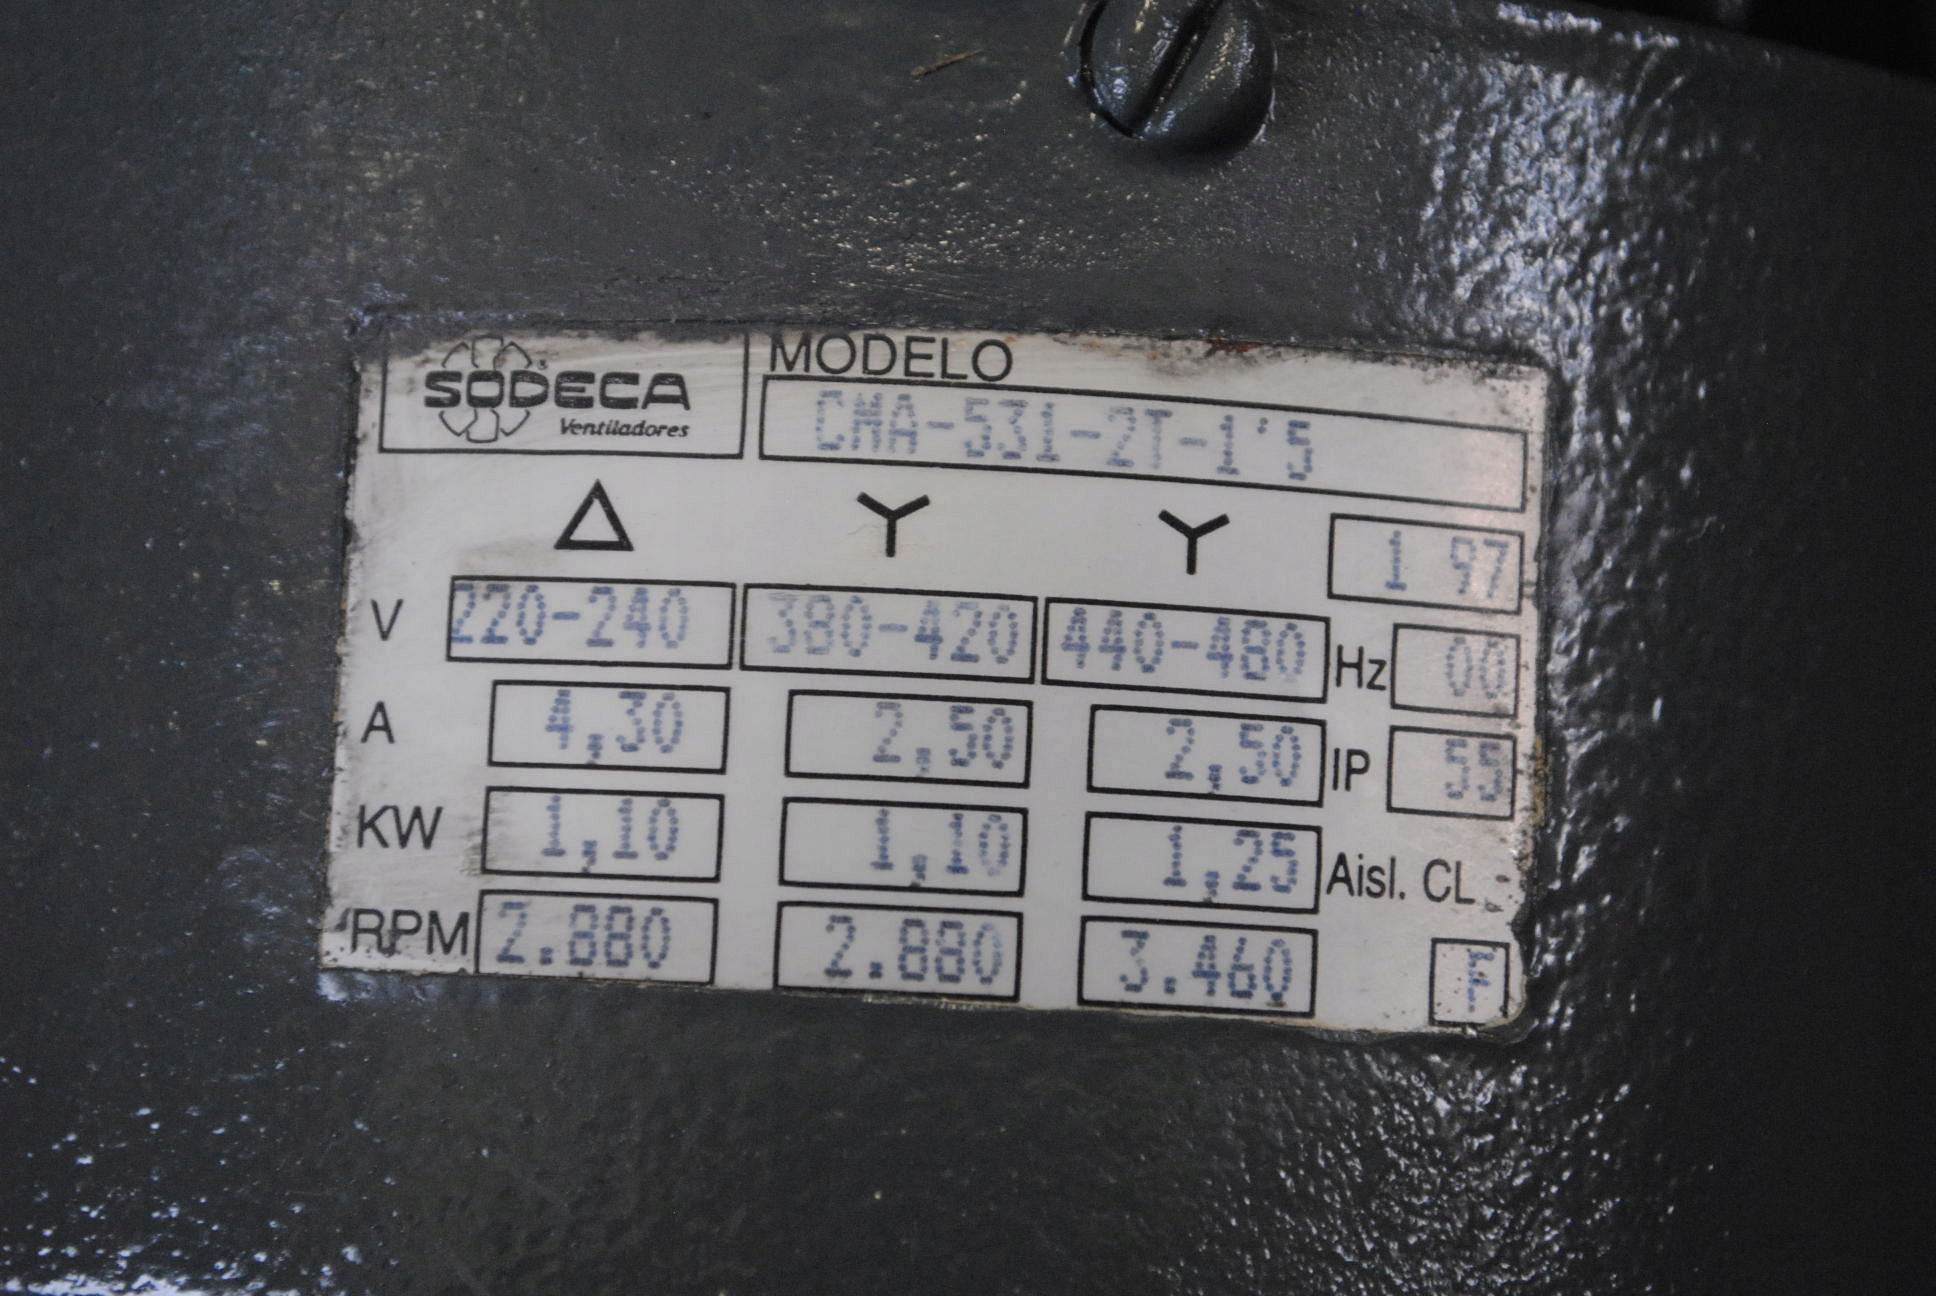 SODECA
Ventiladores
MODELO
CMA-531-2T-1'5
1 97
V 220-240 380-420 440-480 Hz 00
A 4,30 2,50 2,50 IP 55
KW 1,10 1,10 1,25 Aisl. CL.
RPM 2.880 2.880 3.460 F